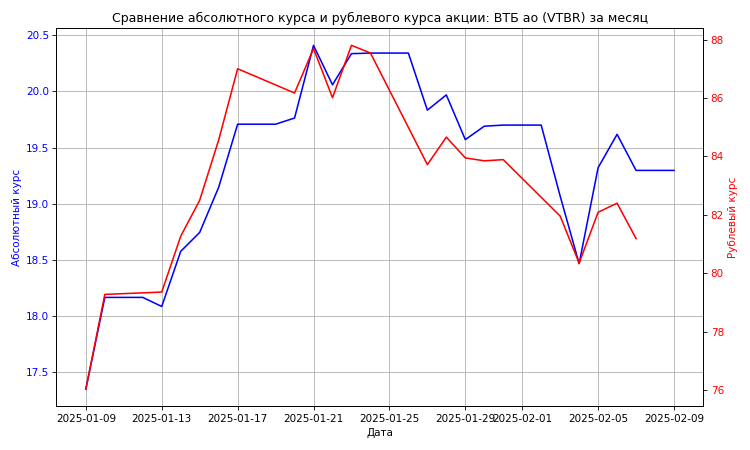 Сравнение абсолютного курса и рублевого курса акции: ВТБ ао (VTBR) за месяц
20.5
20.0
19.5
19.0
18.5
18.0
17.5
Абсолютный курс
88
86
84
82
80
78
76
Рублевый курс
2025-01-09 2025-01-13 2025-01-17 2025-01-21 2025-01-25 2025-01-29 2025-02-01 2025-02-05 2025-02-09
Дата